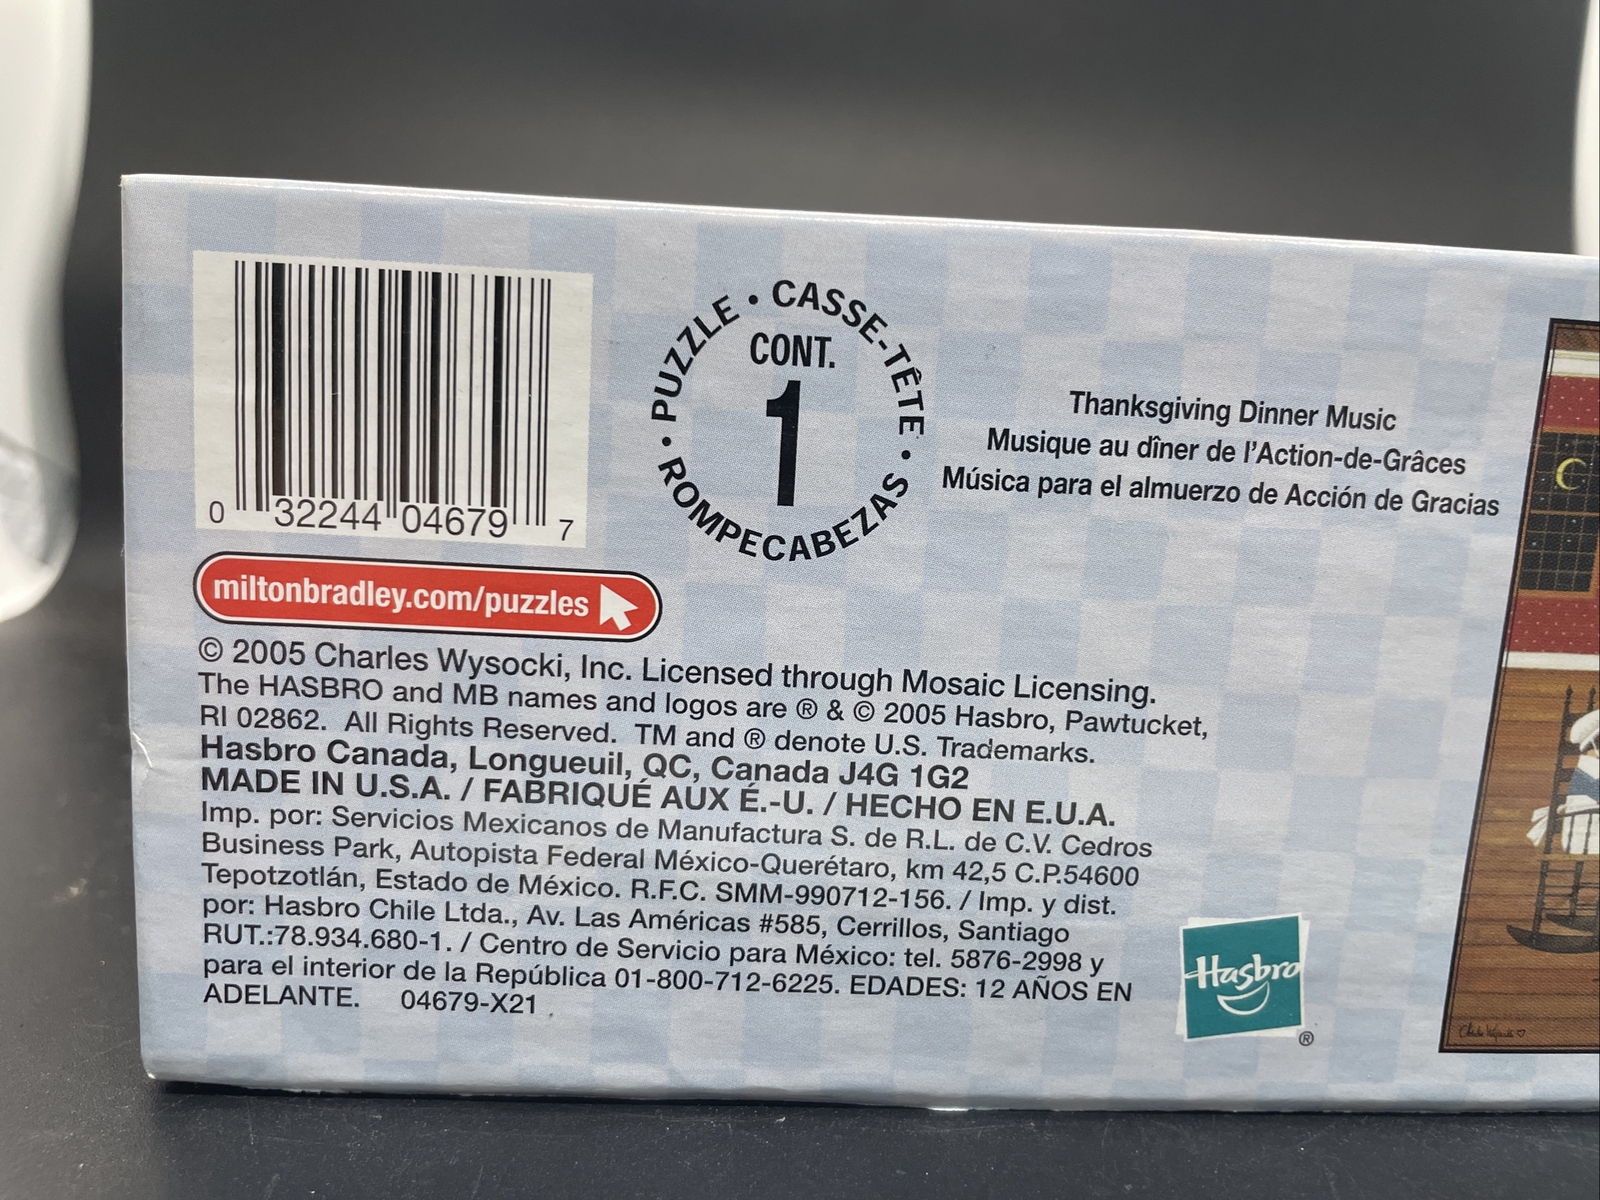 0 32244 04679 7
PUZZLE • CASSE-TÊTE • ROMPECABEZAS •
CONT.
1
Thanksgiving Dinner Music
Musique au dîner de l'Action-de-Grâces
Música para el almuerzo de Acción de Gracias
miltonbradley.com/puzzles
© 2005 Charles Wysocki, Inc. Licensed through Mosaic Licensing.
The HASBRO and MB names and logos are ® & © 2005 Hasbro, Pawtucket,
RI 02862. All Rights Reserved. TM and ® denote U.S. Trademarks.
Hasbro Canada, Longueuil, QC, Canada J4G 1G2
MADE IN U.S.A. / FABRIQUÉ AUX É.-U. / HECHO EN E.U.A.
Imp. por: Servicios Mexicanos de Manufactura S. de R.L. de C.V. Cedros
Business Park, Autopista Federal México-Querétaro, km 42,5 C.P.54600
Tepotzotlán, Estado de México. R.F.C. SMM-990712-156. / Imp. y dist.
por: Hasbro Chile Ltda., Av. Las Américas #585, Cerrillos, Santiago
RUT.:78.934.680-1. / Centro de Servicio para México: tel. 5876-2998 y
para el interior de la República 01-800-712-6225. EDADES: 12 AÑOS EN
ADELANTE. 04679-X21
Hasbro
®